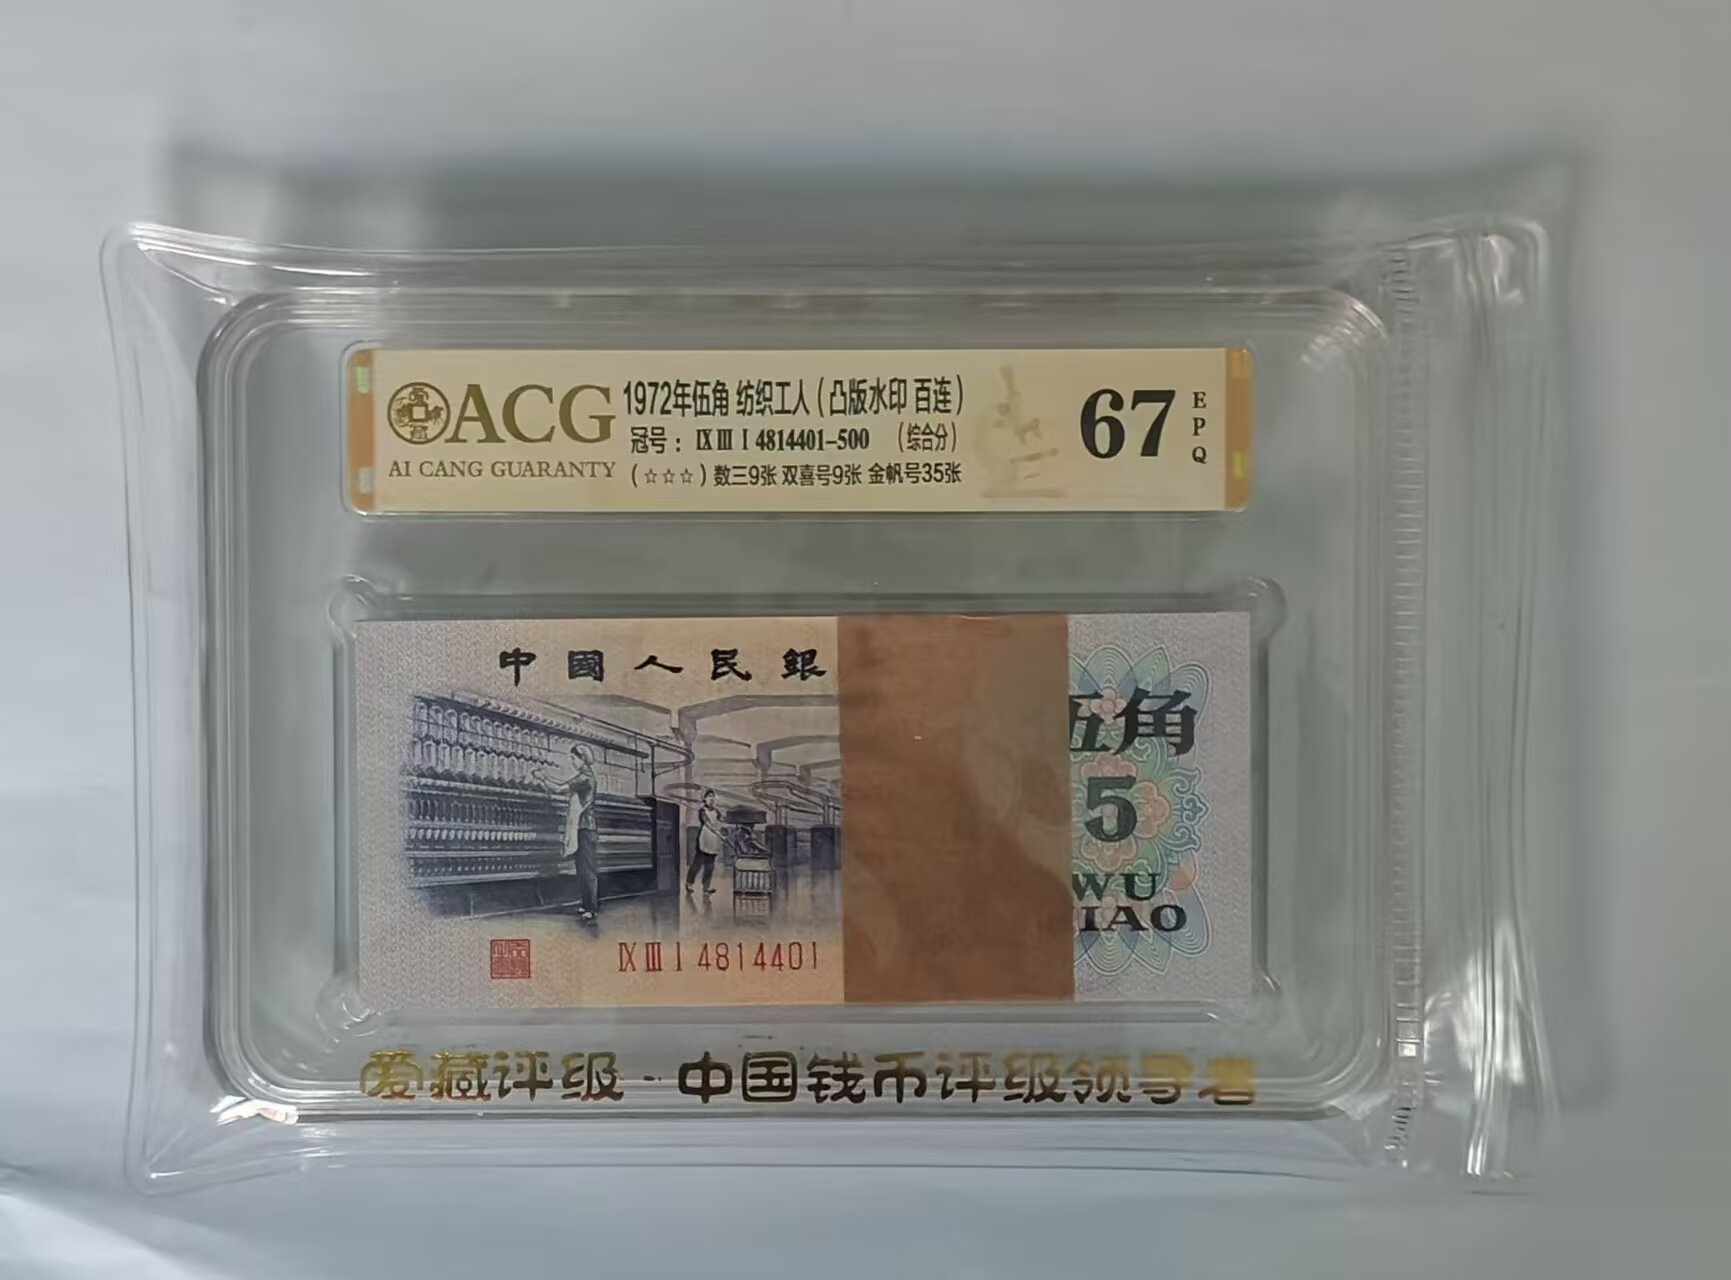 ACG
AI CANG GUARANTY
1972年伍角 纺织工人(凸版水印 百连)
冠号：ⅨⅢⅠ4814401-500 (综合分)
(☆☆☆)数三9张 双喜号9张 金帆号35张
67
EPQ
中國人民銀
伍角
5
WU
IAO
ⅨⅢⅠ4814401
爱藏评级·中国钱币评级领导者